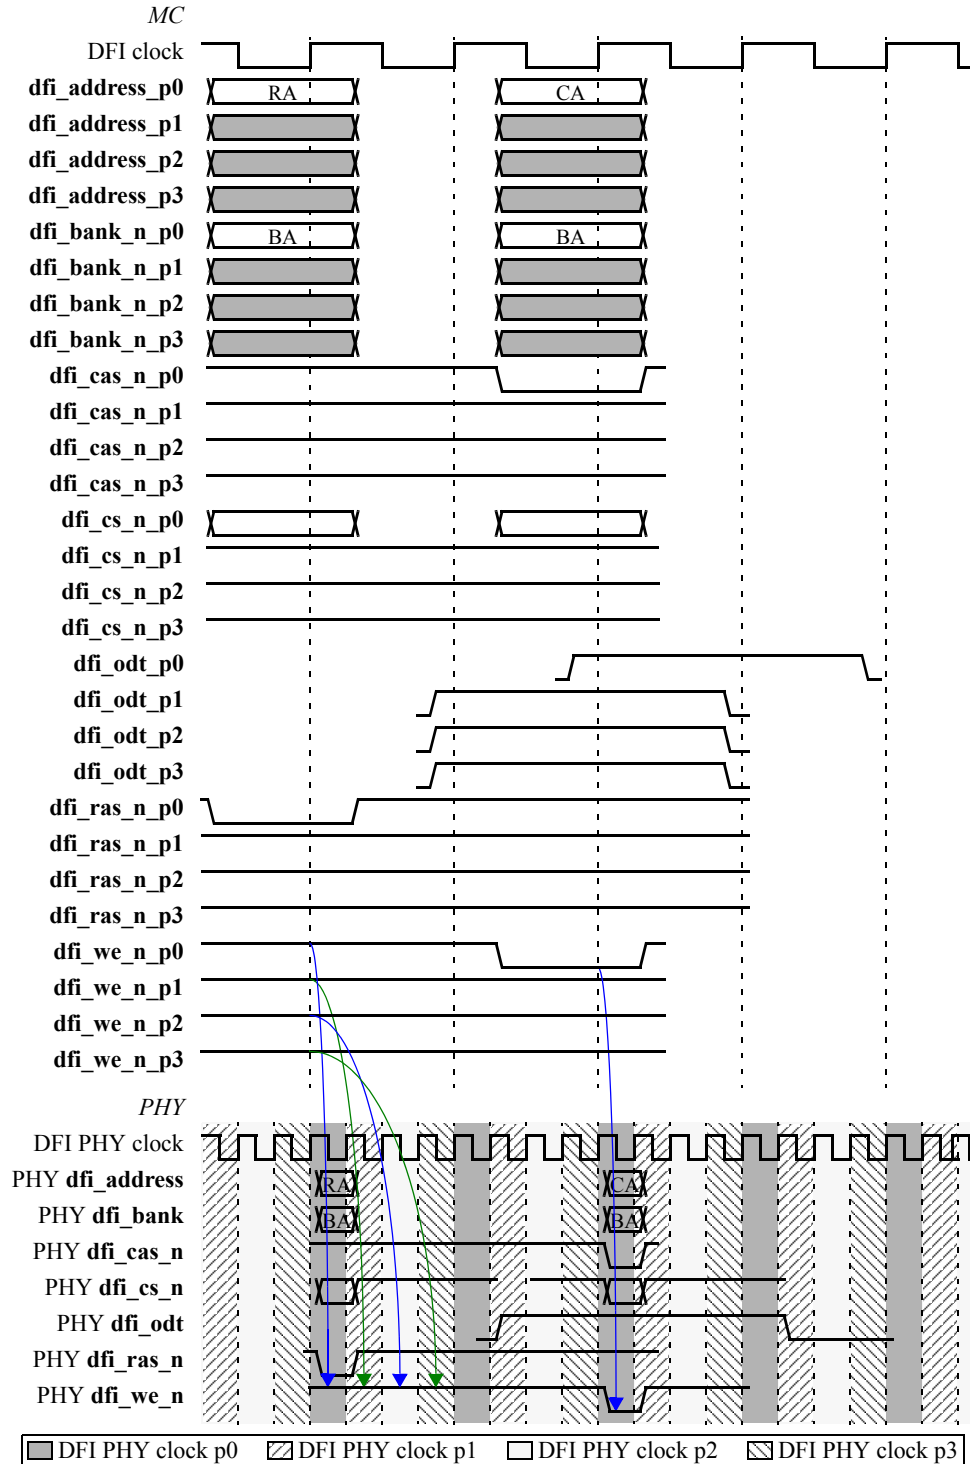 MC
DFI clock
dfi_address_p0 RA CA
dfi_address_p1
dfi_address_p2
dfi_address_p3
dfi_bank_n_p0 BA BA
dfi_bank_n_p1
dfi_bank_n_p2
dfi_bank_n_p3
dfi_cas_n_p0
dfi_cas_n_p1
dfi_cas_n_p2
dfi_cas_n_p3
dfi_cs_n_p0
dfi_cs_n_p1
dfi_cs_n_p2
dfi_cs_n_p3
dfi_odt_p0
dfi_odt_p1
dfi_odt_p2
dfi_odt_p3
dfi_ras_n_p0
dfi_ras_n_p1
dfi_ras_n_p2
dfi_ras_n_p3
dfi_we_n_p0
dfi_we_n_p1
dfi_we_n_p2
dfi_we_n_p3
PHY
DFI PHY clock
PHY dfi_address RA CA
PHY dfi_bank BA BA
PHY dfi_cas_n
PHY dfi_cs_n
PHY dfi_odt
PHY dfi_ras_n
PHY dfi_we_n
DFI PHY clock p0 DFI PHY clock p1 DFI PHY clock p2 DFI PHY clock p3